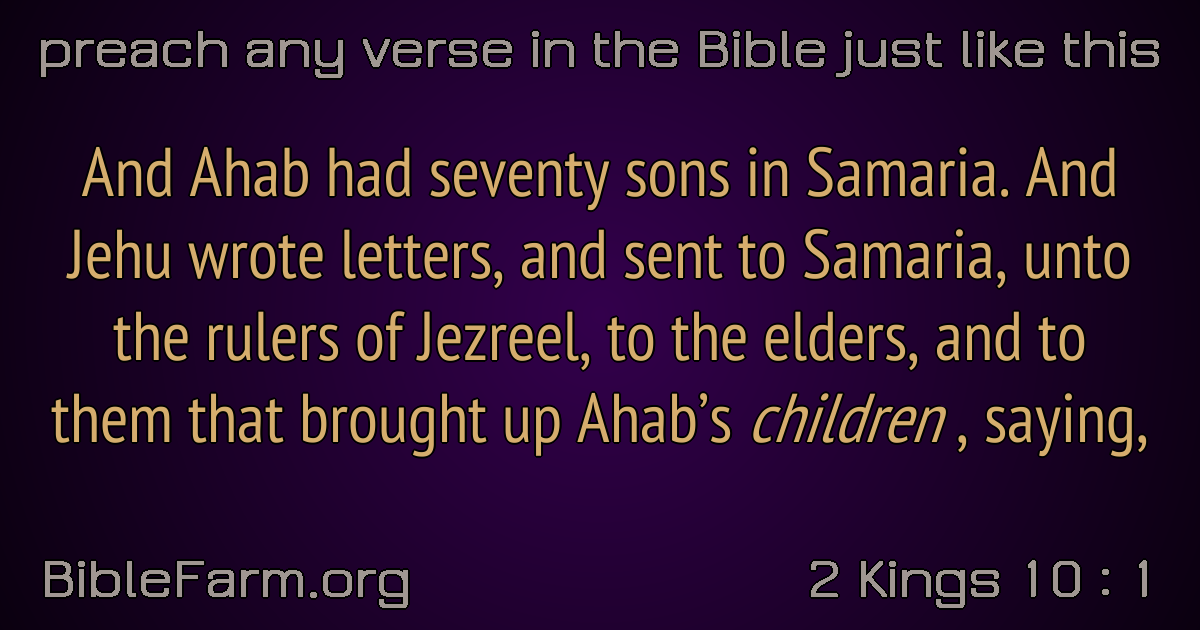 preach any verse in the Bible just like this
And Ahab had seventy sons in Samaria. And
Jehu wrote letters, and sent to Samaria, unto
the rulers of Jezreel, to the elders, and to
them that brought up Ahab’s children , saying,
BibleFarm.org
2 Kings 10 : 1